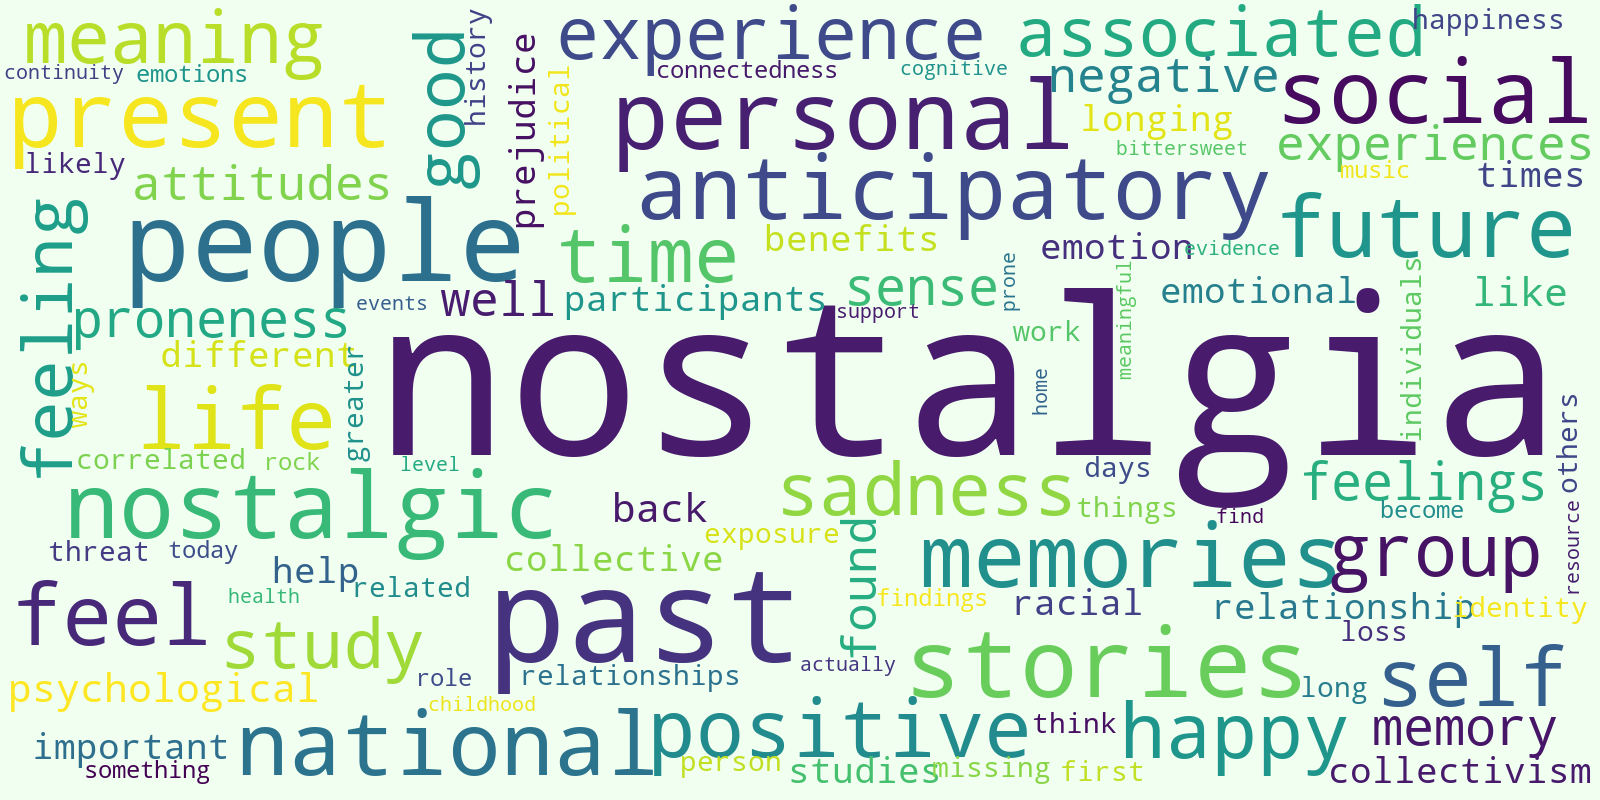 meaning
experience
associated
happiness
continuity
emotions
good
history
prejudice
political
connectedness
cognitive
negative
social
present
personal
longing
experiences
bittersweet
likely
attitudes
anticipatory
music
times
feeling
people
time
benefits
emotion
evidence
future
proneness
events
well
participants
sense
support
prone
work
meaningful
emotional
individuals
like
different
ways
life
greater
nostalgia
home
others
correlated
rock
level
nostalgic
sadness
days
feelings
back
things
find
become
threat
today
exposure
found
memories
group
resource
help
related
collective
feel
health
study
past
findings
racial
relationship
identity
loss
psychological
role
relationships
actually
stories
long
self
childhood
important
national
positive
think
happy
memory
something
person
studies
missing
first
collectivism